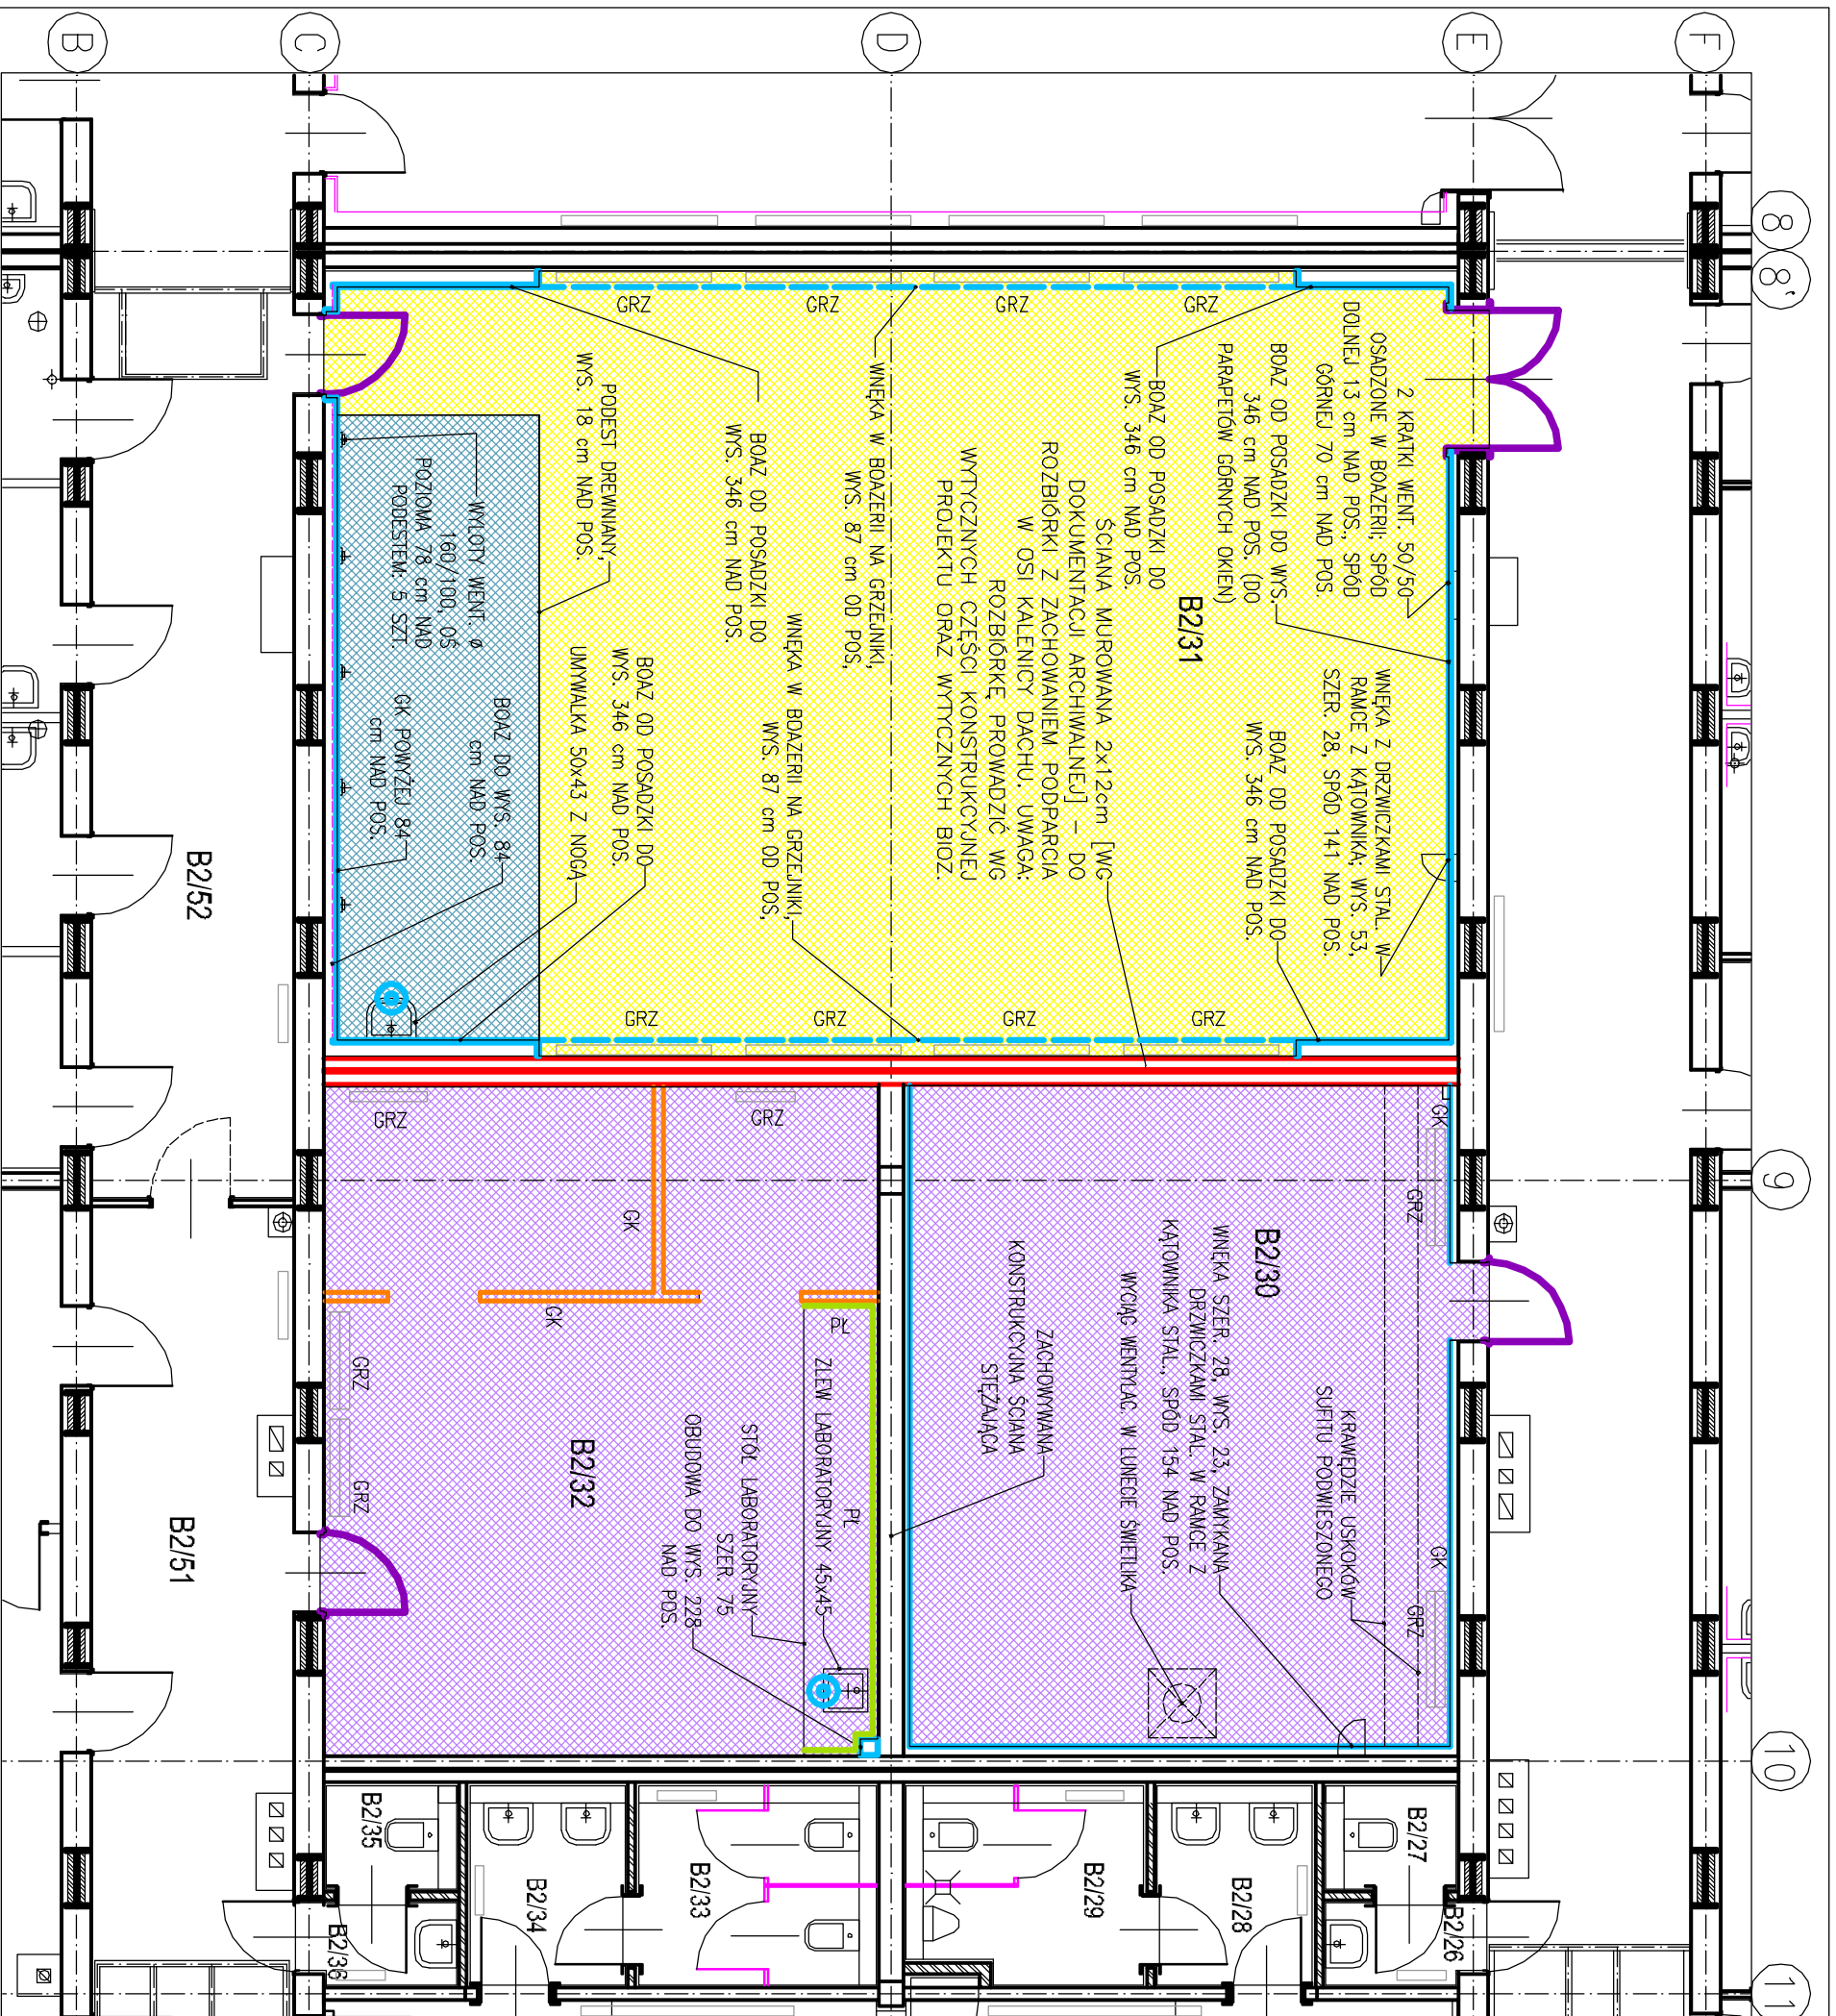 B
C
D
E
F
8
8'
9
10
11
2 KRATKI WENT. 50/50
OSADZONE W BOAZERII; SPÓD
DOLNEJ 13 cm NAD POS., SPÓD
GÓRNEJ 70 cm NAD POS.
BOAZ OD POSADZKI DO WYS.
346 cm NAD POS. (DO
PARAPETÓW GÓRNYCH OKIEN)
BOAZ OD POSADZKI DO
WYS. 346 cm NAD POS.
WNĘKA W BOAZERII NA GRZEJNIKI,
WYS. 87 cm OD POS,
BOAZ OD POSADZKI DO
WYS. 346 cm NAD POS.
PODEST DREWNIANY,
WYS. 18 cm NAD POS.
WYLOTY WENT. Ø
160/100, OŚ
POZIOMA 78 cm NAD
PODESTEM; 5 SZT.
GRZ
GRZ
GRZ
GRZ
B2/31
WNĘKA Z DRZWICZKAMI STAL. W
RAMCE Z KĄTOWNIKA; WYS. 53,
SZER. 28, SPÓD 141 NAD POS.
BOAZ OD POSADZKI DO
WYS. 346 cm NAD POS.
ŚCIANA MUROWANA 2x12cm [WG
DOKUMENTACJI ARCHIWALNEJ] - DO
ROZBIÓRKI Z ZACHOWANIEM PODPARCIA
W OSI KALENICY DACHU. UWAGA:
ROZBIÓRKĘ PROWADZIĆ WG
WYTYCZNYCH CZĘŚCI KONSTRUKCYJNEJ
PROJEKTU ORAZ WYTYCZNYCH BIOZ.
WNĘKA W BOAZERII NA GRZEJNIKI,
WYS. 87 cm OD POS,
BOAZ OD POSADZKI DO
WYS. 346 cm NAD POS.
UMYWALKA 50x43 Z NOGĄ
BOAZ DO WYS. 84
cm NAD POS.
GK POWYŻEJ 84
cm NAD POS.
GRZ
GRZ
GRZ
GRZ
B2/52
GK
GRZ
B2/30
WNĘKA SZER. 28, WYS. 23, ZAMYKANA
DRZWICZKAMI STAL. W RAMCE Z
KĄTOWNIKA STAL., SPÓD 154 NAD POS.
WYCIĄG WENTYLAC. W LUNECIE ŚWIETLIKA
KRAWĘDZIE USKOKÓW
SUFITU PODWIESZONEGO
ZACHOWYWANA
KONSTRUKCYJNA ŚCIANA
STĘŻAJĄCA
GK
GRZ
GRZ
GRZ
GK
GK
GRZ
GRZ
PŁ
PŁ
ZLEW LABORATORYJNY 45x45
STÓŁ LABORATORYJNY
SZER. 75
OBUDOWA DO WYS. 228
NAD POS.
B2/32
B2/51
B2/27
B2/26
B2/28
B2/29
B2/33
B2/34
B2/35
B2/36